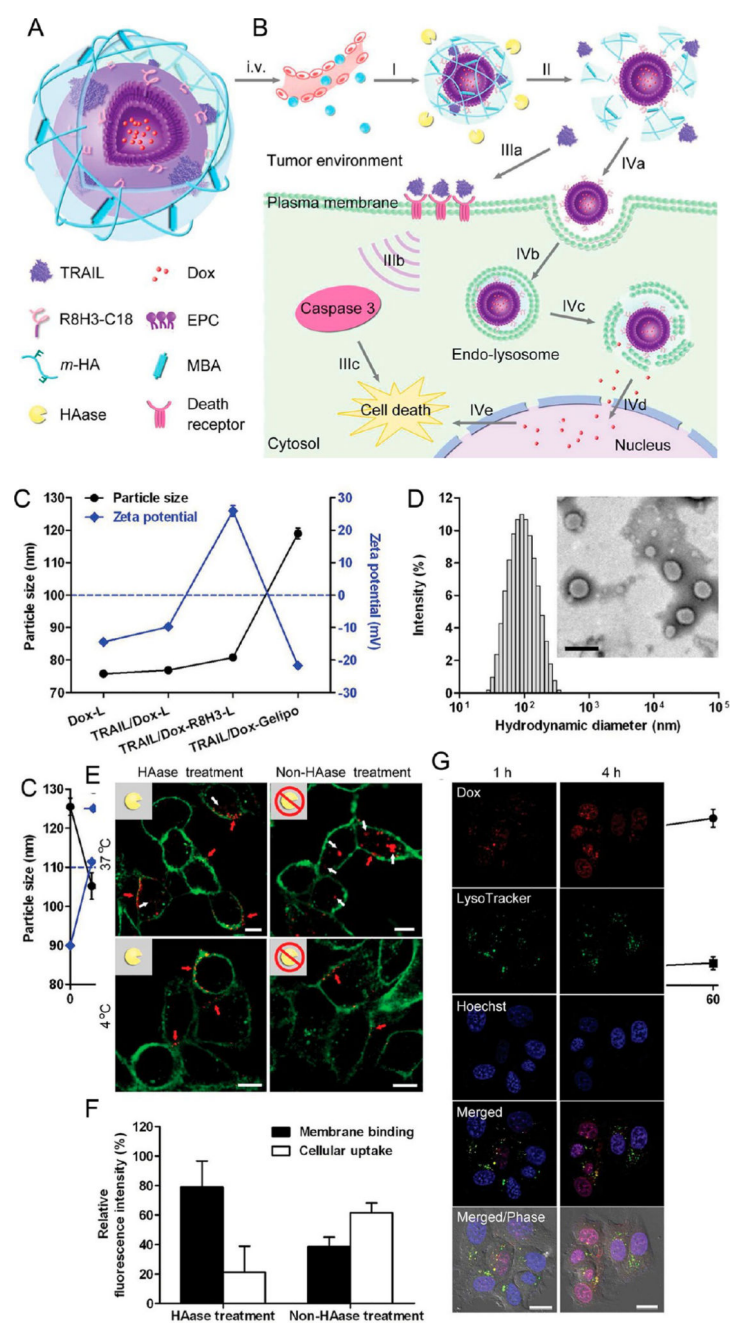 A
B
i.v.
I
II
Tumor environment
IIIa
IVa
Plasma membrane
IIIb
IVb
Caspase 3
IVc
Endo-lysosome
IIIc
Cell death
IVe
IVd
Cytosol
Nucleus
TRAIL
Dox
R8H3-C18
EPC
m-HA
MBA
HAase
Death
receptor
C
Particle size
Zeta potential
130
120
110
100
90
80
70
Particle size (nm)
30
20
10
0
-10
-20
-30
Zeta potential (mV)
Dox-L
TRAIL/Dox-L
TRAIL/Dox-R8H3-L
TRAIL/Dox-Gelipo
D
12
10
8
6
4
2
0
Intensity (%)
10¹ 10² 10³ 10⁴ 10⁵
Hydrodynamic diameter (nm)
C
130
120
110
100
90
80
Particle size (nm)
0
E
HAase treatment
Non-HAase treatment
37 °C
4 °C
60
F
Membrane binding
Cellular uptake
120
100
80
60
40
20
0
Relative
fluorescence intensity (%)
HAase treatment
Non-HAase treatment
G
1 h
4 h
Dox
LysoTracker
Hoechst
Merged
Merged/Phase